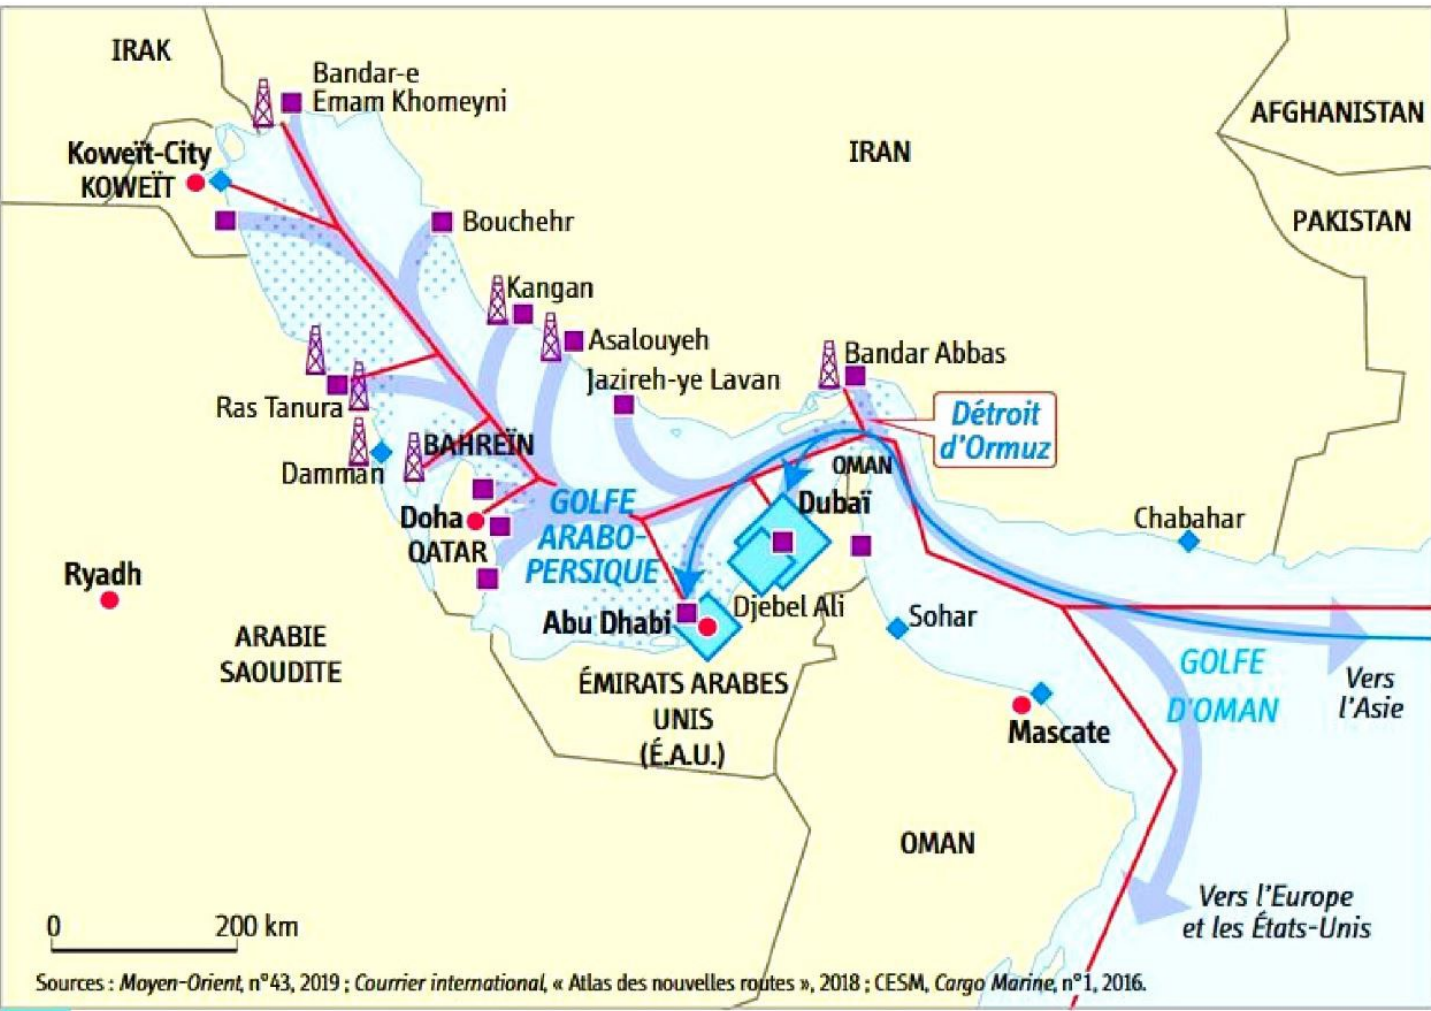 IRAK
Bandar-e
Emam Khomeyni
AFGHANISTAN
IRAN
Koweït-City
KOWEÏT
PAKISTAN
Bouchehr
Kangan
Asalouyeh
Jazireh-ye Lavan
Bandar Abbas
Ras Tanura
Détroit
d'Ormuz
BAHREÏN
Damman
OMAN
GOLFE
ARABO-
PERSIQUE
Dubaï
Doha
QATAR
Chabahar
Ryadh
Djebel Ali
Abu Dhabi
Sohar
ARABIE
SAOUDITE
GOLFE
D'OMAN
Vers
l'Asie
ÉMIRATS ARABES
UNIS
(É.A.U.)
Mascate
OMAN
Vers l'Europe
et les États-Unis
0 200 km
Sources : Moyen-Orient, n°43, 2019 ; Courrier international, « Atlas des nouvelles routes », 2018 ; CESM, Cargo Marine, n°1, 2016.